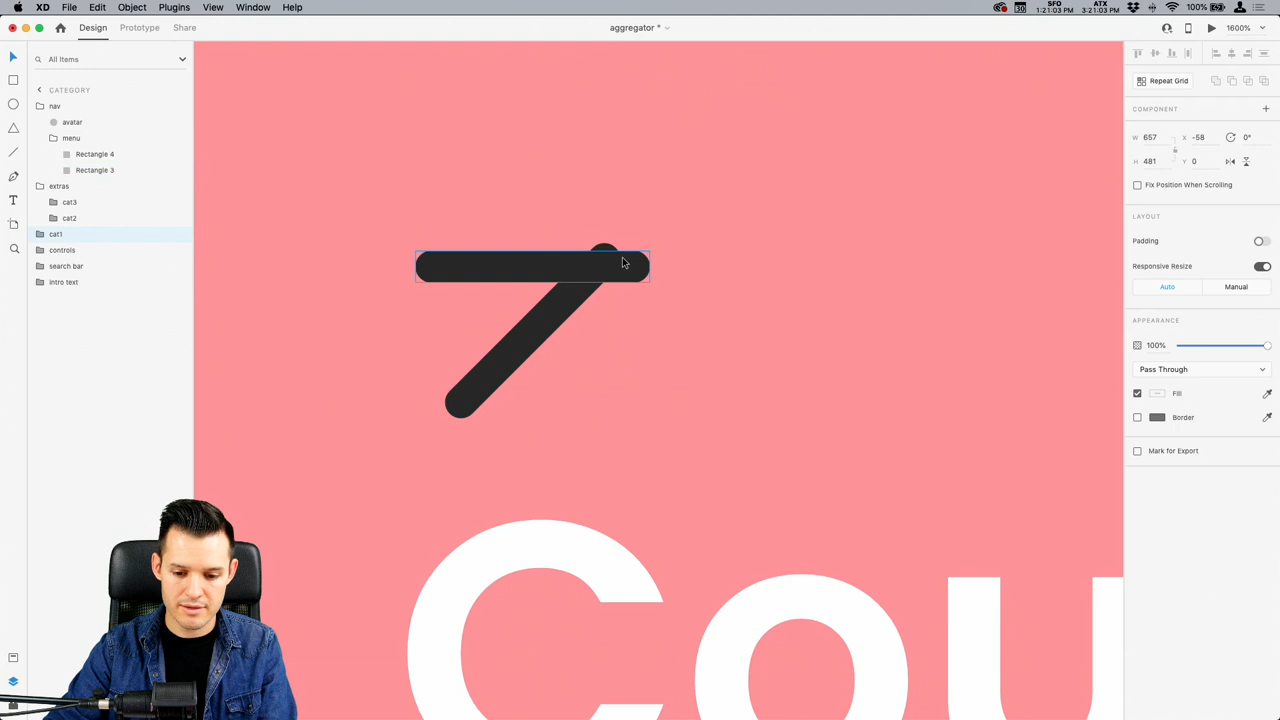 XD File Edit Object Plugins View Window Help
SFO 1:21:03 PM ATX 3:21:03 PM 100%
Design Prototype Share
aggregator *
1600%
All Items
CATEGORY
nav
avatar
menu
Rectangle 4
Rectangle 3
extras
cat3
cat2
cat1
controls
search bar
intro text
T
Cou
Repeat Grid
COMPONENT
W 657 X -58 0°
H 481 Y 0
Fix Position When Scrolling
LAYOUT
Padding
Responsive Resize
Auto Manual
APPEARANCE
100%
Pass Through
Fill
Border
Mark for Export